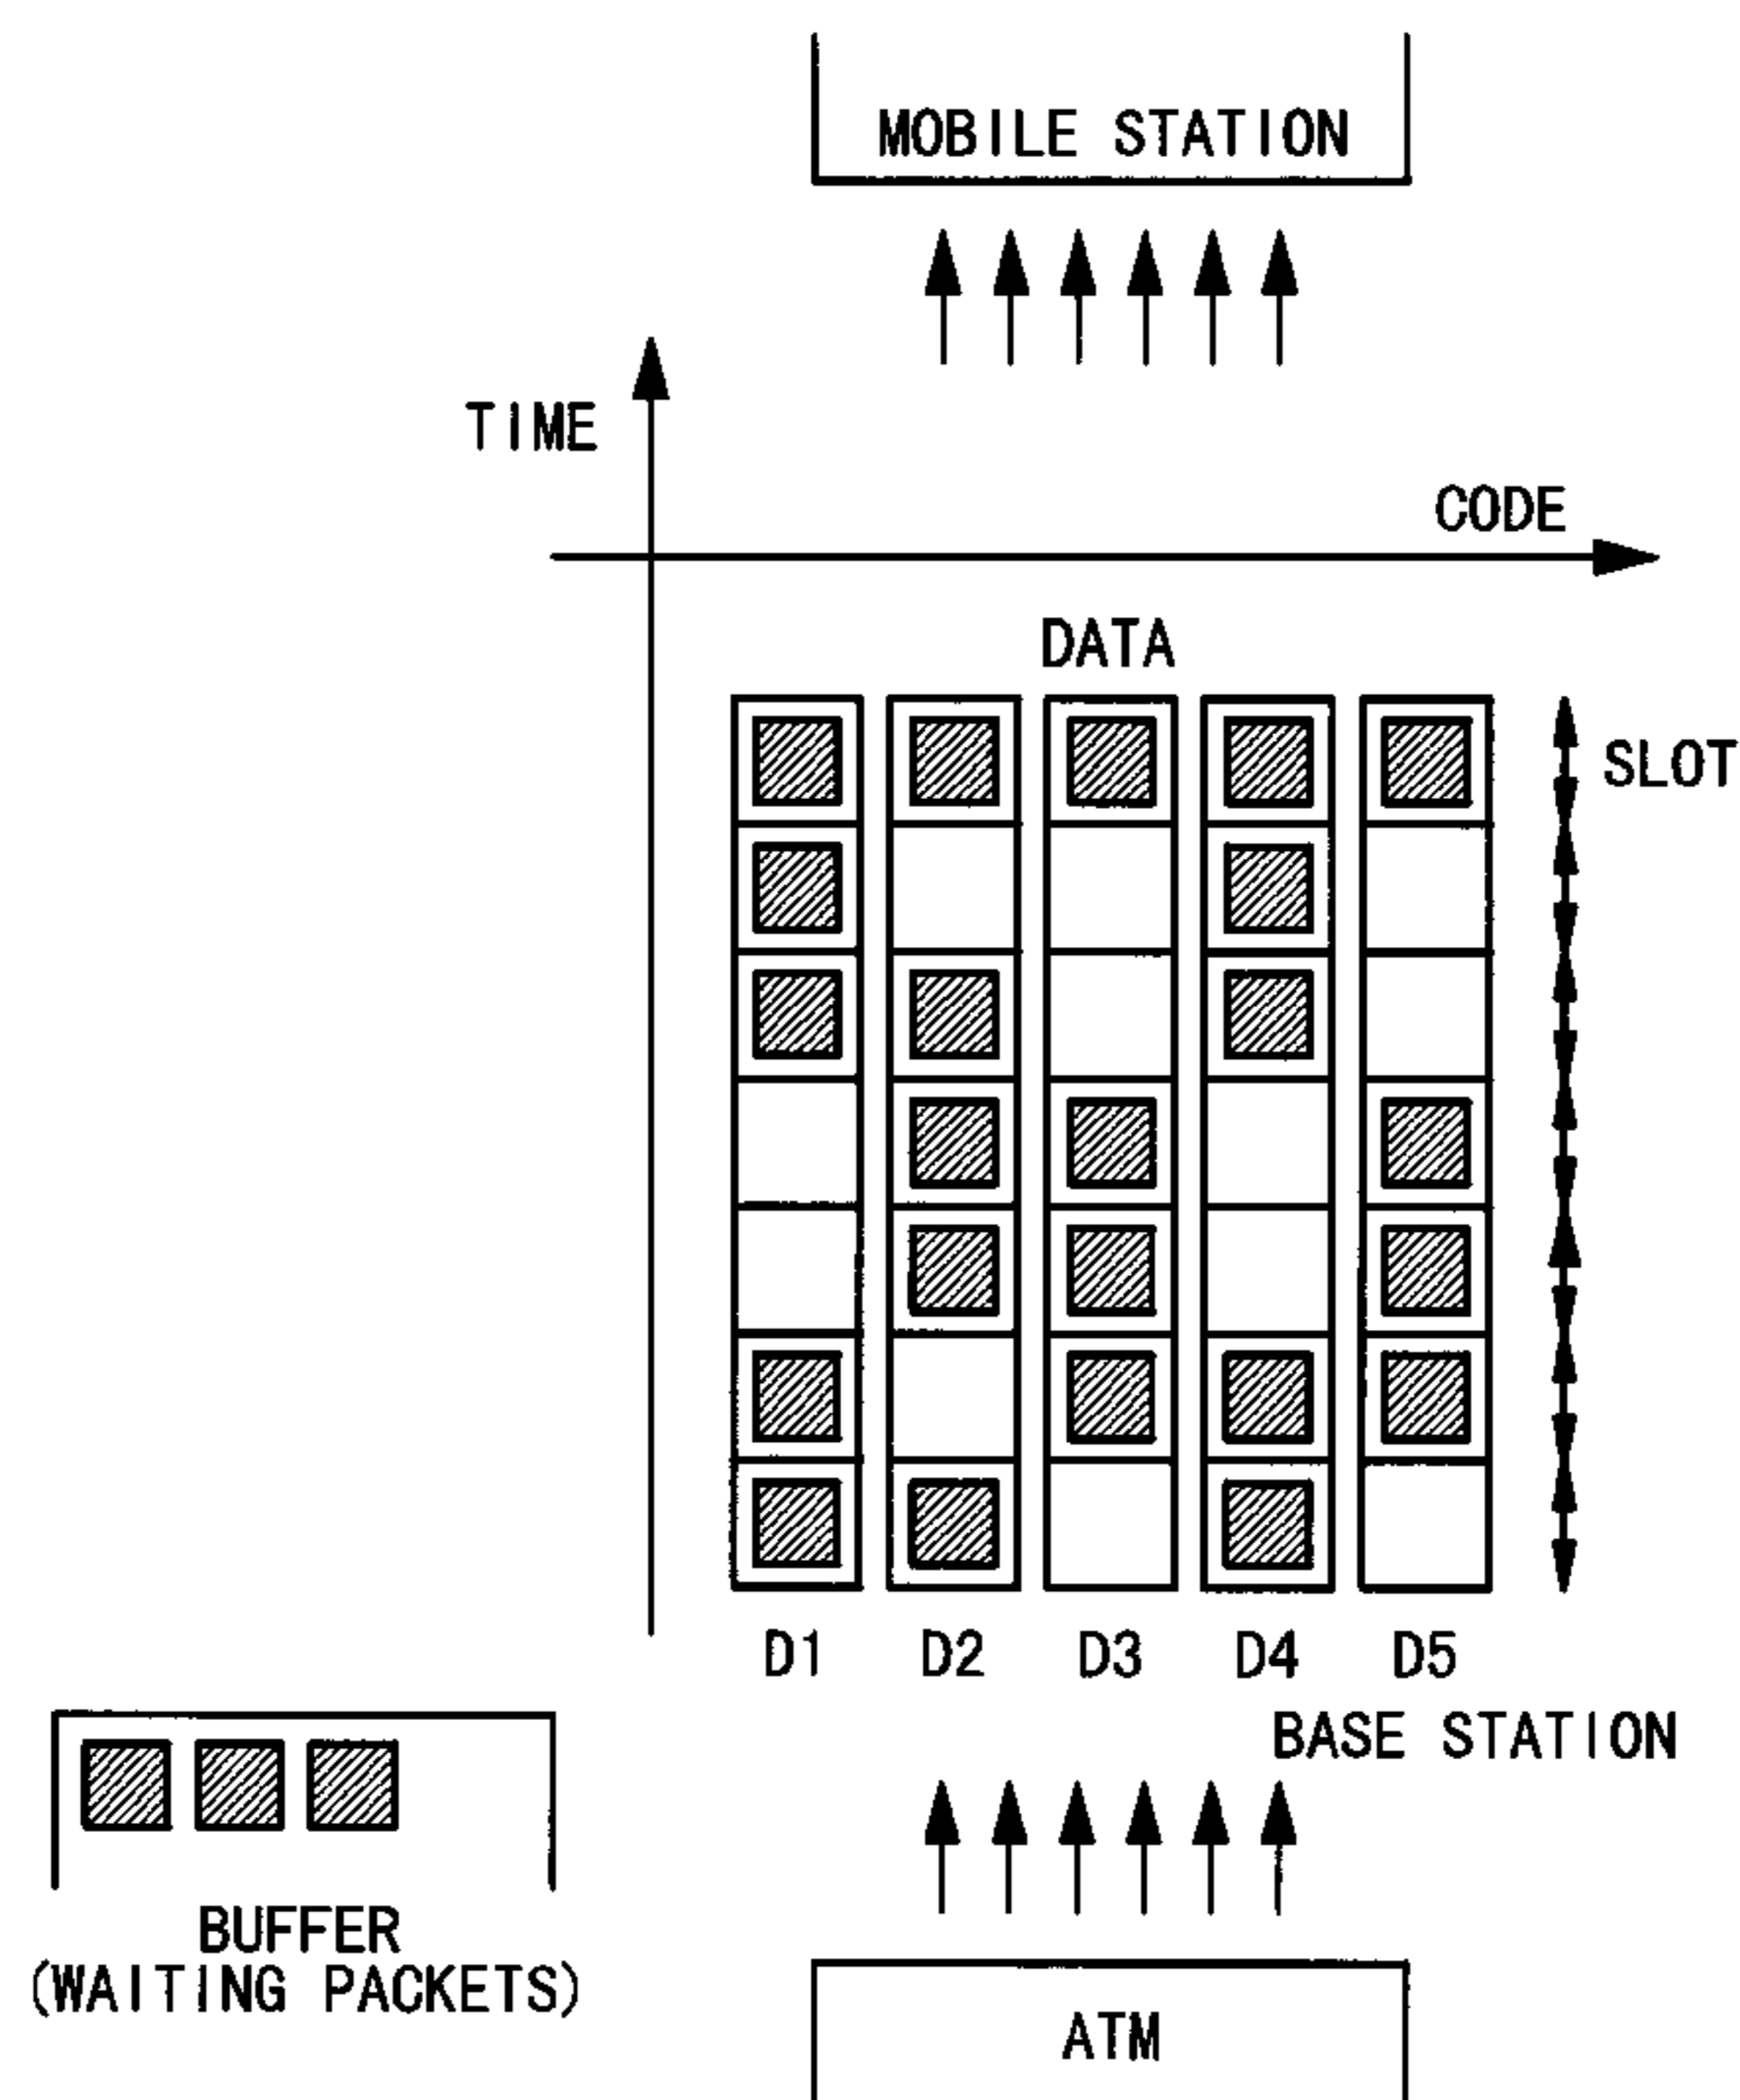 MOBILE STATION
TIME
CODE
DATA
SLOT
D1 D2 D3 D4 D5
BASE STATION
BUFFER
(WAITING PACKETS)
ATM